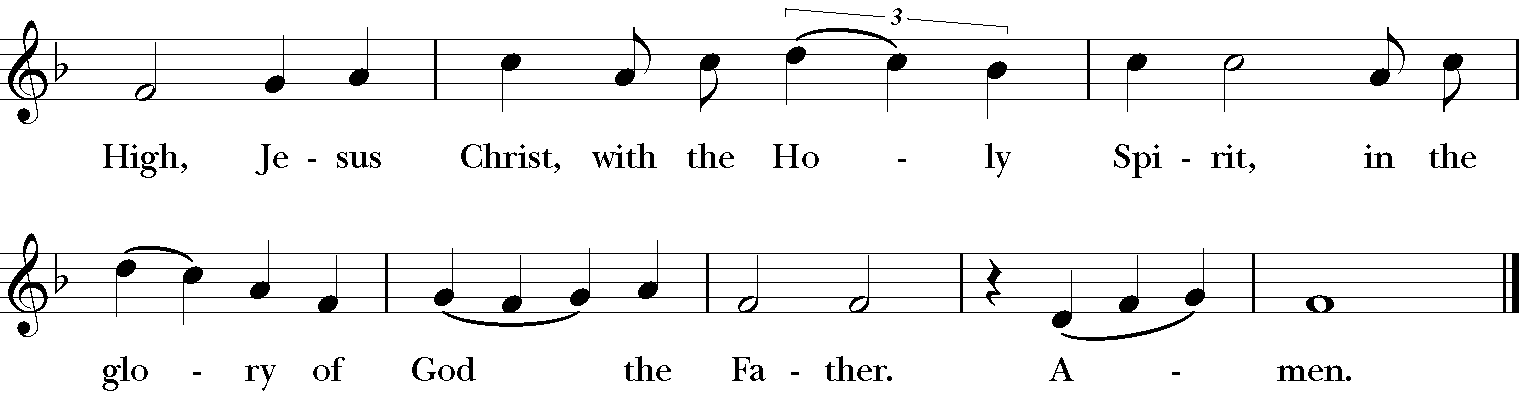 3
High, Je - sus Christ, with the Ho - ly Spi - rit, in the
glo - ry of God the Fa - ther. A - men.